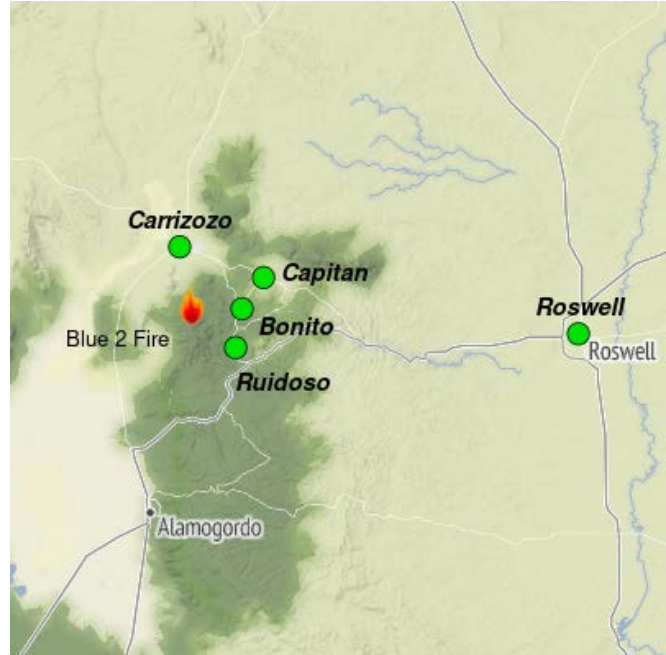 Carrizozo
Capitan
Roswell
Bonito
Blue 2 Fire
Roswell
Ruidoso
Alamogordo